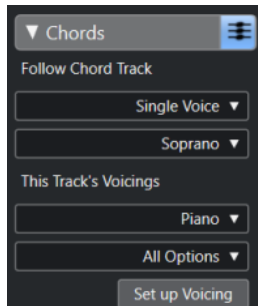 Chords
Follow Chord Track
Single Voice
Soprano
This Track's Voicings
Piano
All Options
Set up Voicing